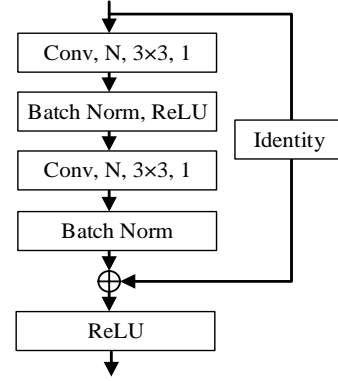 Conv, N, 3×3, 1
Batch Norm, ReLU
Identity
Conv, N, 3×3, 1
Batch Norm
ReLU